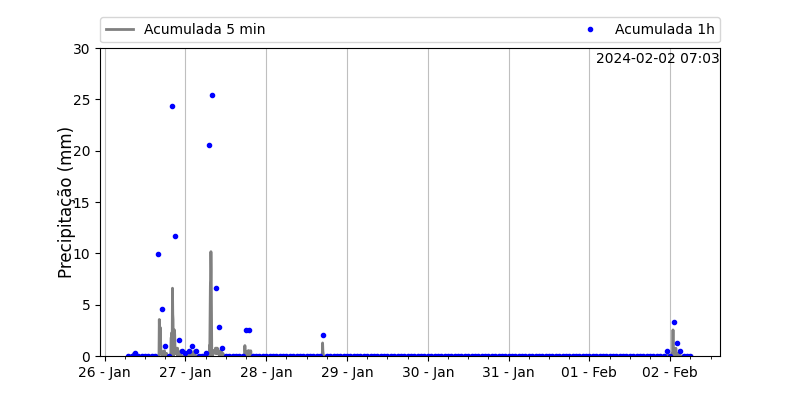 Acumulada 5 min
Acumulada 1h
2024-02-02 07:03
Precipitação (mm)
30
25
20
15
10
5
0
26 - Jan
27 - Jan
28 - Jan
29 - Jan
30 - Jan
31 - Jan
01 - Feb
02 - Feb